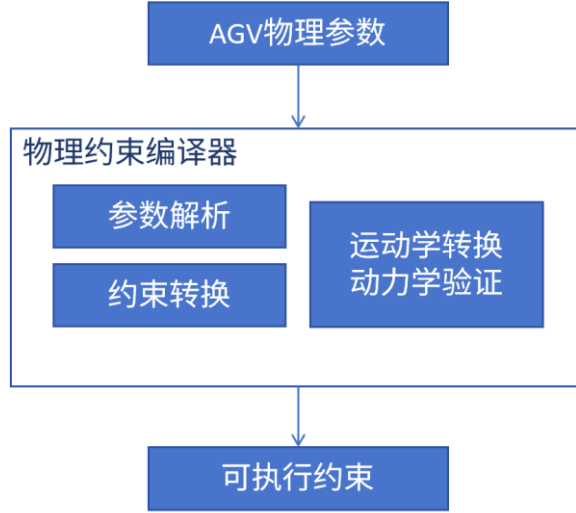 AGV物理参数
物理约束编译器
参数解析
约束转换
运动学转换
动力学验证
可执行约束